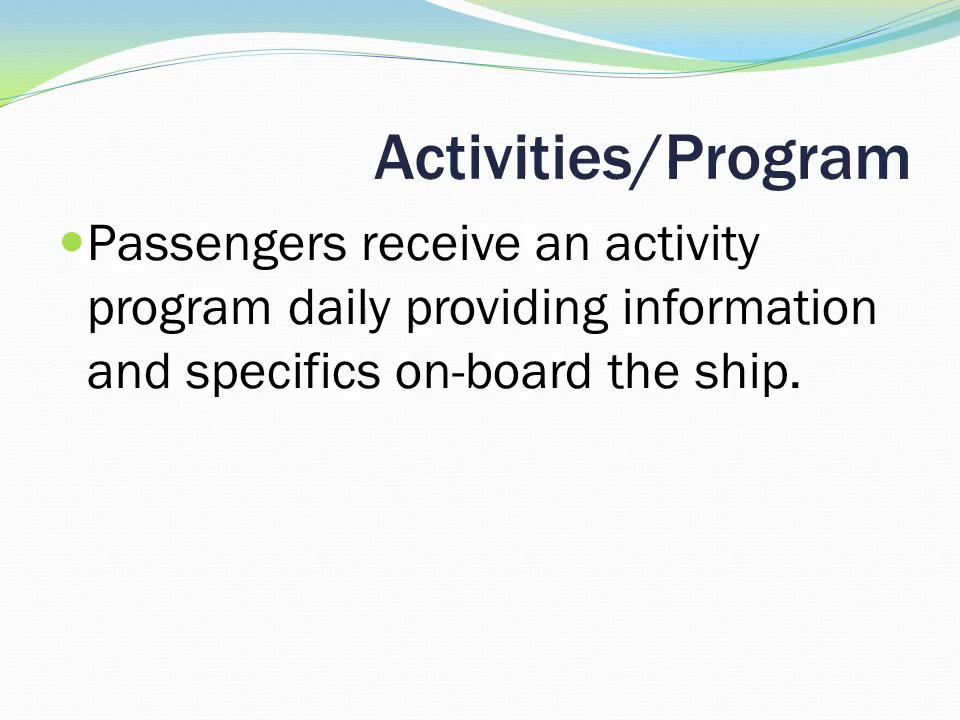 Activities/Program
Passengers receive an activity
program daily providing information
and specifics on-board the ship.